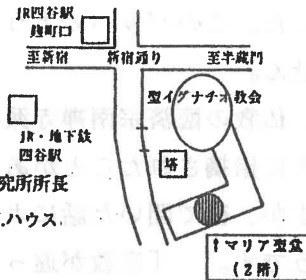 JR四谷駅
麹町口
至新宿 新宿通り 至半蔵門
聖イグナチオ教会
JR・地下鉄
四谷駅
塔
究所所長
.ハウス.
↑マリア聖堂
(2階)